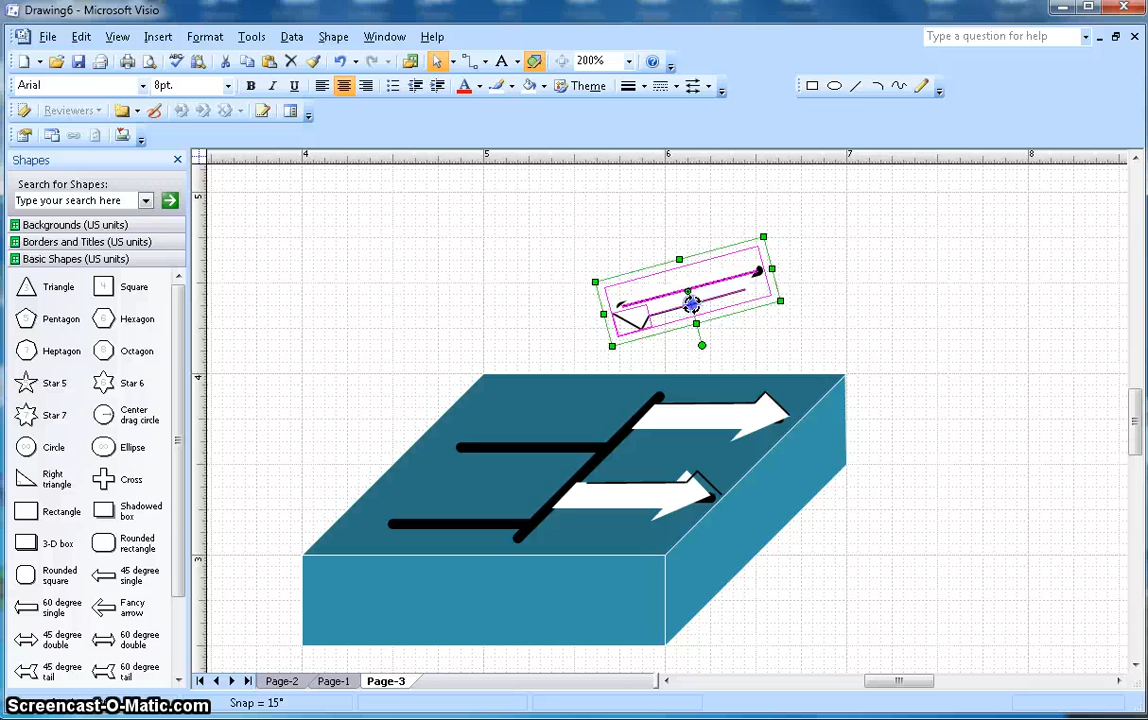 Drawing6 - Microsoft Visio
File Edit View Insert Format Tools Data Shape Window Help
Type a question for help
200%
Arial
8pt.
B I U
A
Theme
Reviewers
Shapes
4 5 6 7 8
Search for Shapes:
5
Type your search here
Backgrounds (US units)
Borders and Titles (US units)
Basic Shapes (US units)
Triangle
4 Square
Pentagon
Hexagon
Heptagon
Octagon
4
Star 5
Star 6
Star 7
Center
drag circle
Circle
Ellipse
Right
triangle
Cross
Rectangle
Shadowed
box
3-D box
Rounded
rectangle
3
Rounded
square
45 degree
single
60 degree
single
Fancy
arrow
45 degree
double
60 degree
double
45 degree
tail
60 degree
tail
Page-2 Page-1 Page-3
Screencast-O-Matic.com
Snap = 15°